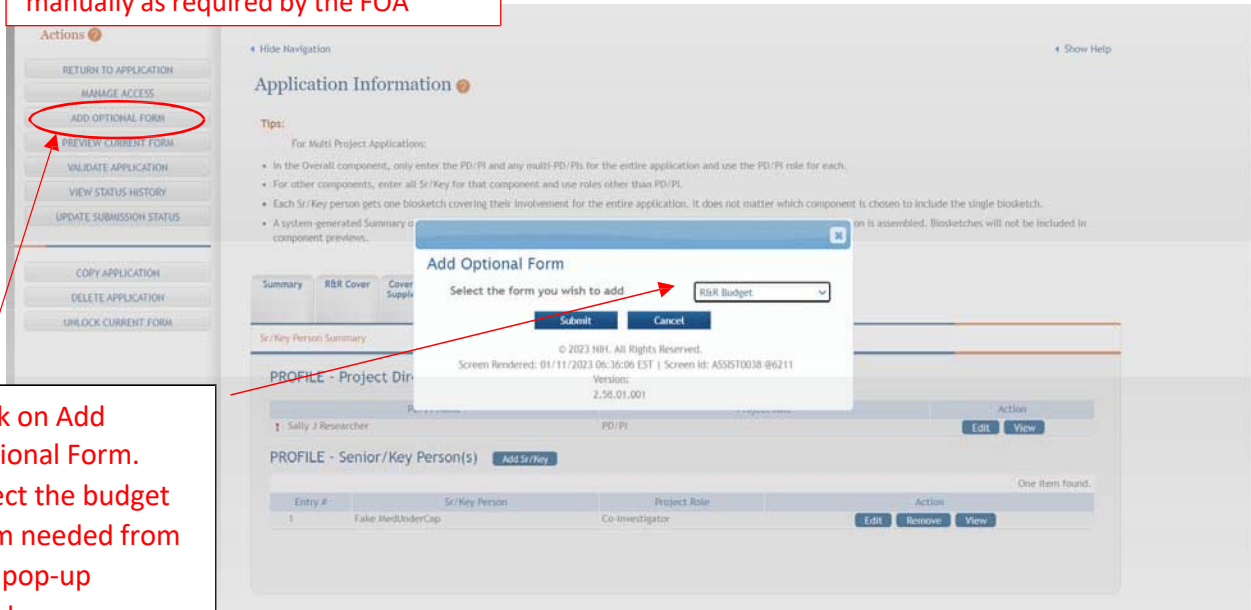 manually as required by the FOA
Actions
RETURN TO APPLICATION
MANAGE ACCESS
ADD OPTIONAL FORM
PREVIEW CURRENT FORM
VALIDATE APPLICATION
VIEW STATUS HISTORY
UPDATE SUBMISSION STATUS
COPY APPLICATION
DELETE APPLICATION
UNLOCK CURRENT FORM
Hide Navigation
Show Help
Application Information
Tips:
For Multi Project Applications:
• In the Overall component, only enter the PD/PI and any multi-PD/PIs for the entire application and use the PD/PI role for each.
• For other components, enter all Sr/Key for that component and use roles other than PD/PI.
• Each Sr/Key person gets one biosketch covering their involvement for the entire application. It does not matter which component is chosen to include the single biosketch.
• A system-generated Summary on is assembled. Biosketches will not be included in
component previews.
Summary R&R Cover Cover
Add Optional Form
Select the form you wish to add R&R Budget
Submit Cancel
© 2023 NIH. All Rights Reserved.
Screen Rendered: 01/11/2023 06:36:06 EST | Screen Id: ASSIST0038 @6211
Version:
2.58.01.001
Sr/Key Person Summary
PROFILE - Project Dir
Action
! Sally J Researcher PD/PI Edit View
PROFILE - Senior/Key Person(s) Add Sr/Key
One item found.
Entry # Sr/Key Person Project Role Action
1 Fake MedUnderCap Co-Investigator Edit Remove View
k on Add
ional Form.
ect the budget
m needed from
pop-up